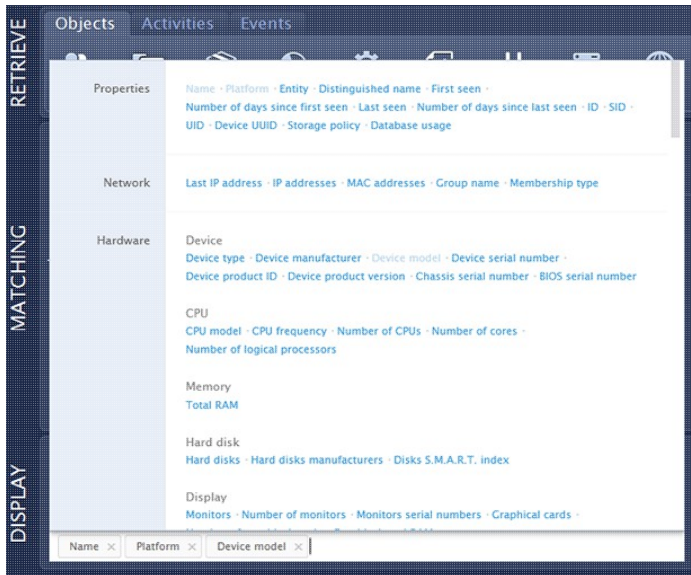 RETRIEVE
Objects Activities Events
Properties
Name · Platform · Entity · Distinguished name · First seen ·
Number of days since first seen · Last seen · Number of days since last seen · ID · SID ·
UID · Device UUID · Storage policy · Database usage
Network
Last IP address · IP addresses · MAC addresses · Group name · Membership type
MATCHING
Hardware
Device
Device type · Device manufacturer · Device model · Device serial number ·
Device product ID · Device product version · Chassis serial number · BIOS serial number
CPU
CPU model · CPU frequency · Number of CPUs · Number of cores ·
Number of logical processors
Memory
Total RAM
Hard disk
Hard disks · Hard disks manufacturers · Disks S.M.A.R.T. index
DISPLAY
Display
Monitors · Number of monitors · Monitors serial numbers · Graphical cards ·
Name × Platform × Device model ×